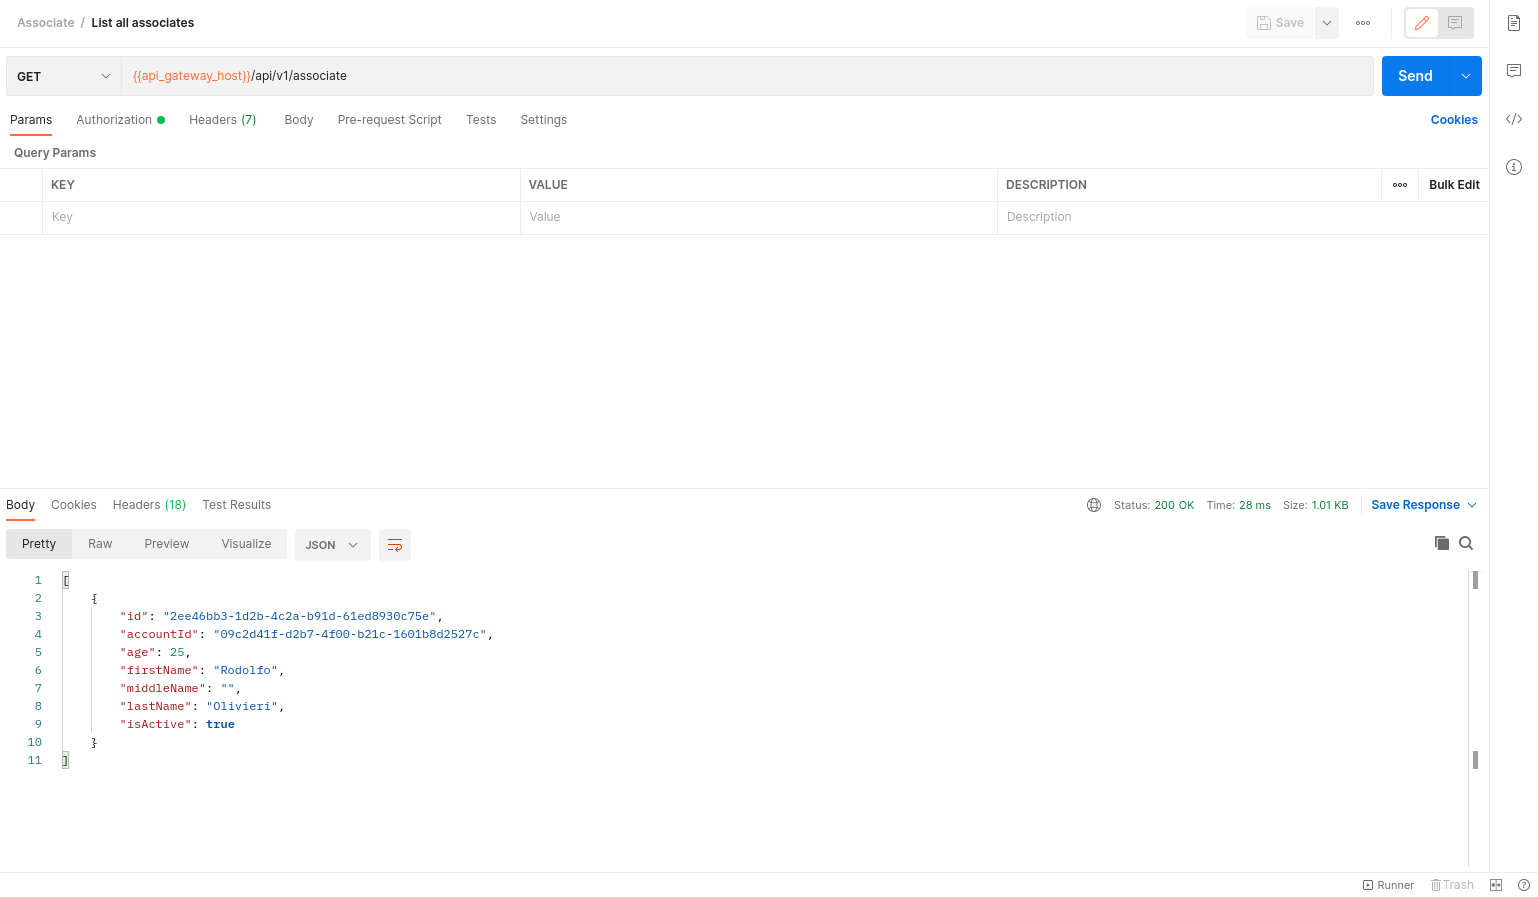 Associate / List all associates
Save
GET
{{api_gateway_host}}/api/v1/associate
Send
Params Authorization Headers (7) Body Pre-request Script Tests Settings Cookies
Query Params
KEY VALUE DESCRIPTION Bulk Edit
Key Value Description
Body Cookies Headers (18) Test Results Status: 200 OK Time: 28 ms Size: 1.01 KB Save Response
Pretty Raw Preview Visualize JSON
1 [
2 {
3 "id": "2ee46bb3-1d2b-4c2a-b91d-61ed8930c75e",
4 "accountId": "09c2d41f-d2b7-4f00-b21c-1601b8d2527c",
5 "age": 25,
6 "firstName": "Rodolfo",
7 "middleName": "",
8 "lastName": "Olivieri",
9 "isActive": true
10 }
11 ]
Runner Trash